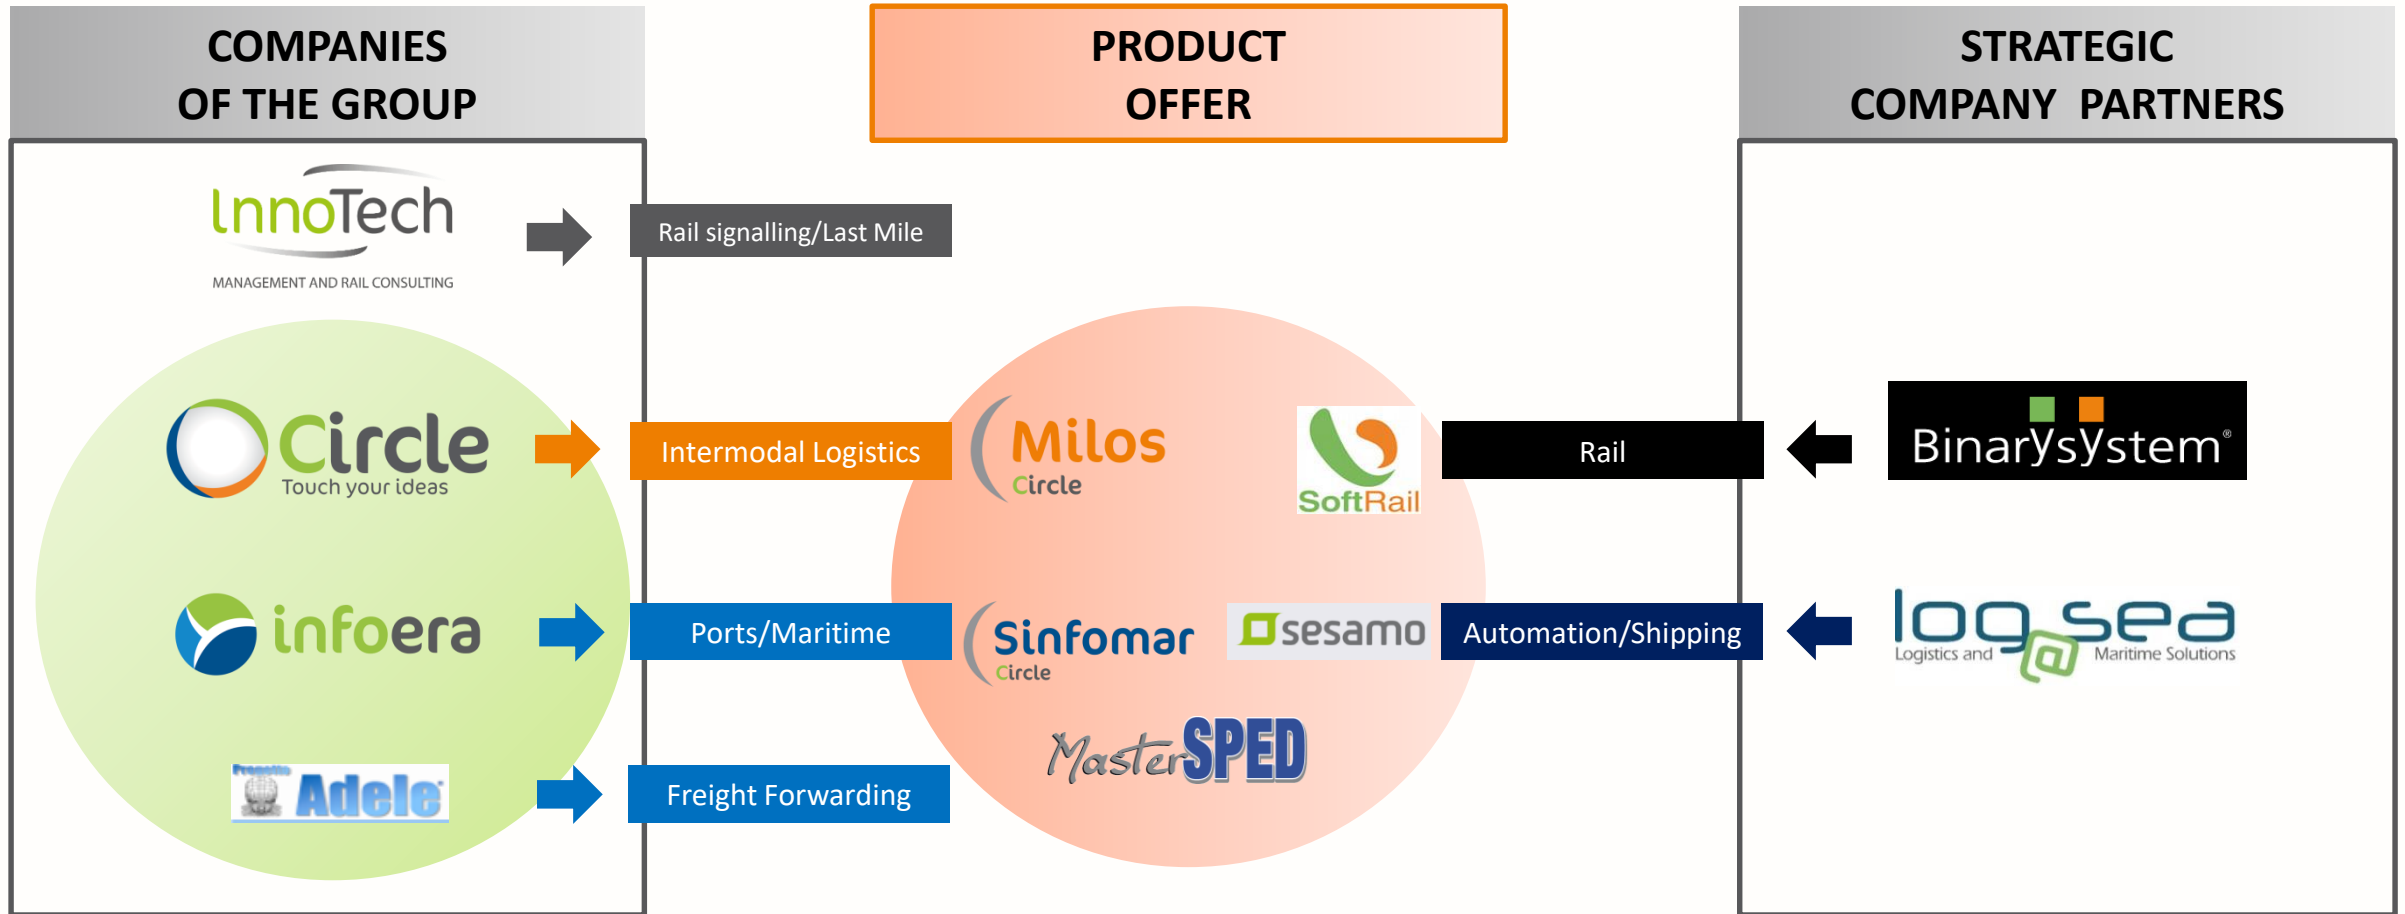 COMPANIES
OF THE GROUP
PRODUCT
OFFER
STRATEGIC
COMPANY PARTNERS
InnoTech
MANAGEMENT AND RAIL CONSULTING
Rail signalling/Last Mile
Circle
Touch your ideas
Intermodal Logistics
Milos
Circle
SoftRail
Rail
Binarysystem®
infoera
Ports/Maritime
Sinfomar
Circle
sesamo
Automation/Shipping
log@sea
Logistics and Maritime Solutions
Progetto
Adele
Freight Forwarding
MasterSPED